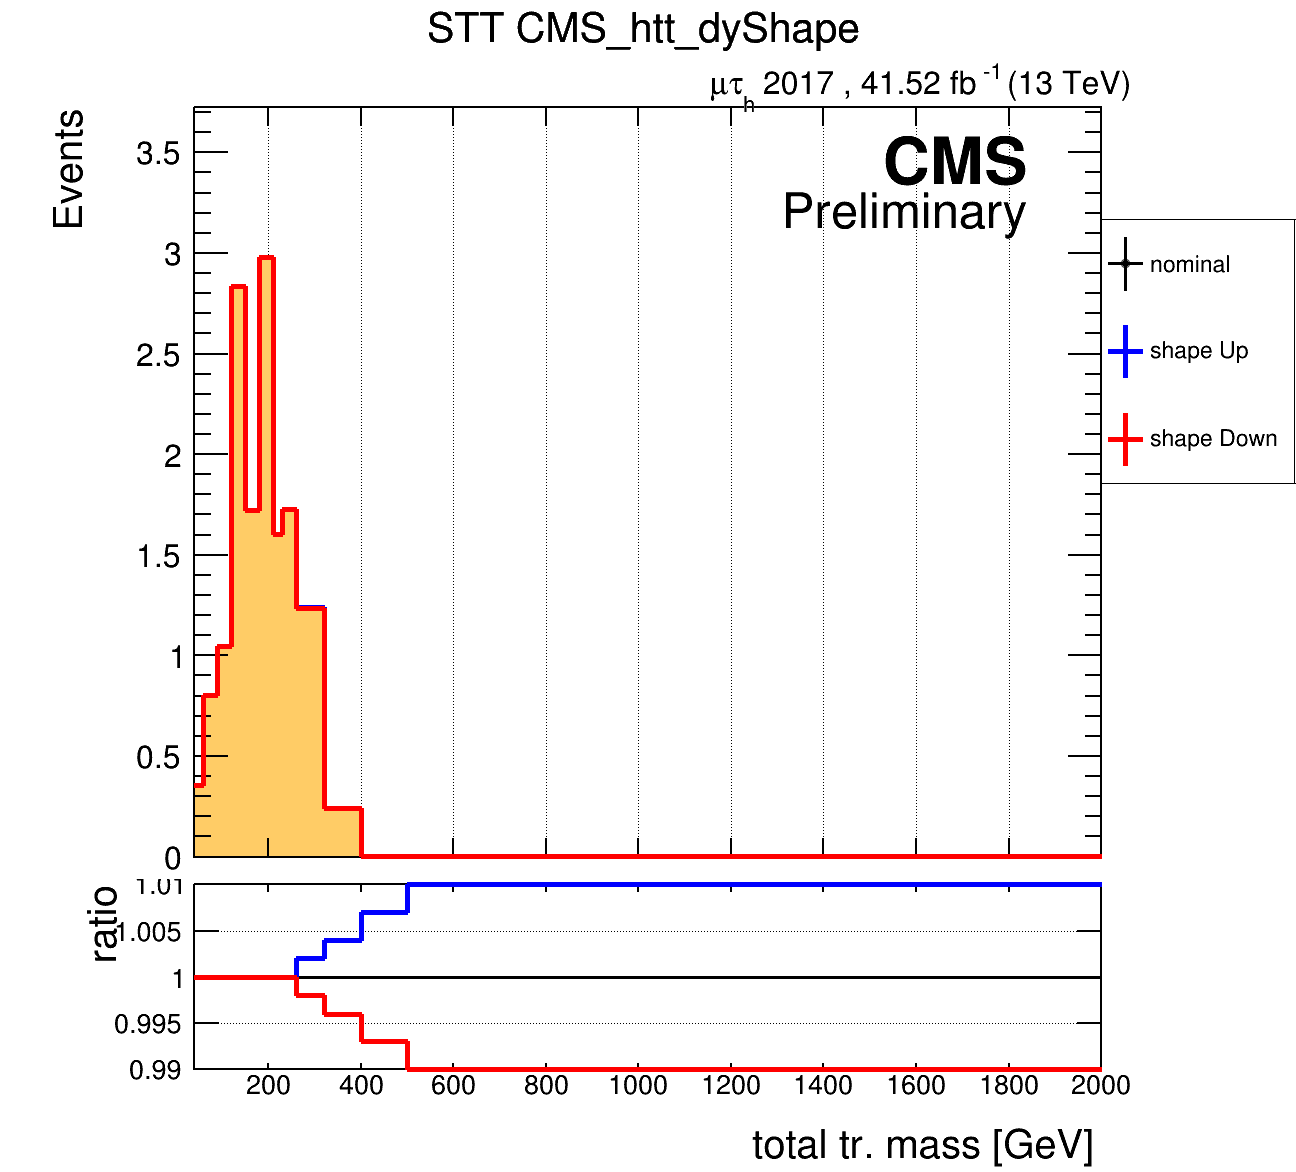 STT CMS_htt_dyShape
μτh 2017 , 41.52 fb-1 (13 TeV)
Events
CMS
Preliminary
3.5
3
2.5
2
1.5
1
0.5
0
nominal
shape Up
shape Down
ratio
1.01
1.005
1
0.995
0.99
200 400 600 800 1000 1200 1400 1600 1800 2000
total tr. mass [GeV]